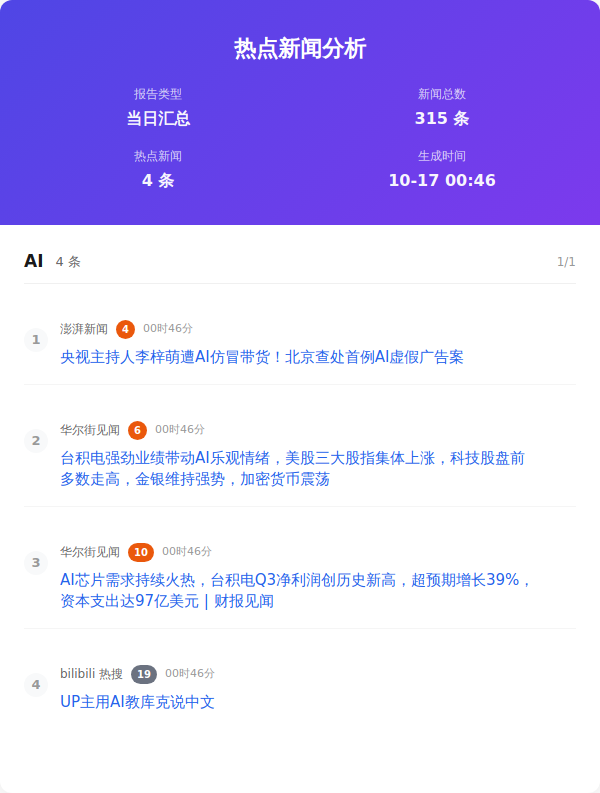 热点新闻分析
报告类型
新闻总数
当日汇总
315 条
热点新闻
生成时间
4 条
10-17 00:46
AI 4 条 1/1
1
澎湃新闻 4 00时46分
央视主持人李梓萌遭AI仿冒带货！北京查处首例AI虚假广告案
2
华尔街见闻 6 00时46分
台积电强劲业绩带动AI乐观情绪，美股三大股指集体上涨，科技股盘前
多数走高，金银维持强势，加密货币震荡
3
华尔街见闻 10 00时46分
AI芯片需求持续火热，台积电Q3净利润创历史新高，超预期增长39%，
资本支出达97亿美元 | 财报见闻
4
bilibili 热搜 19 00时46分
UP主用AI教库克说中文